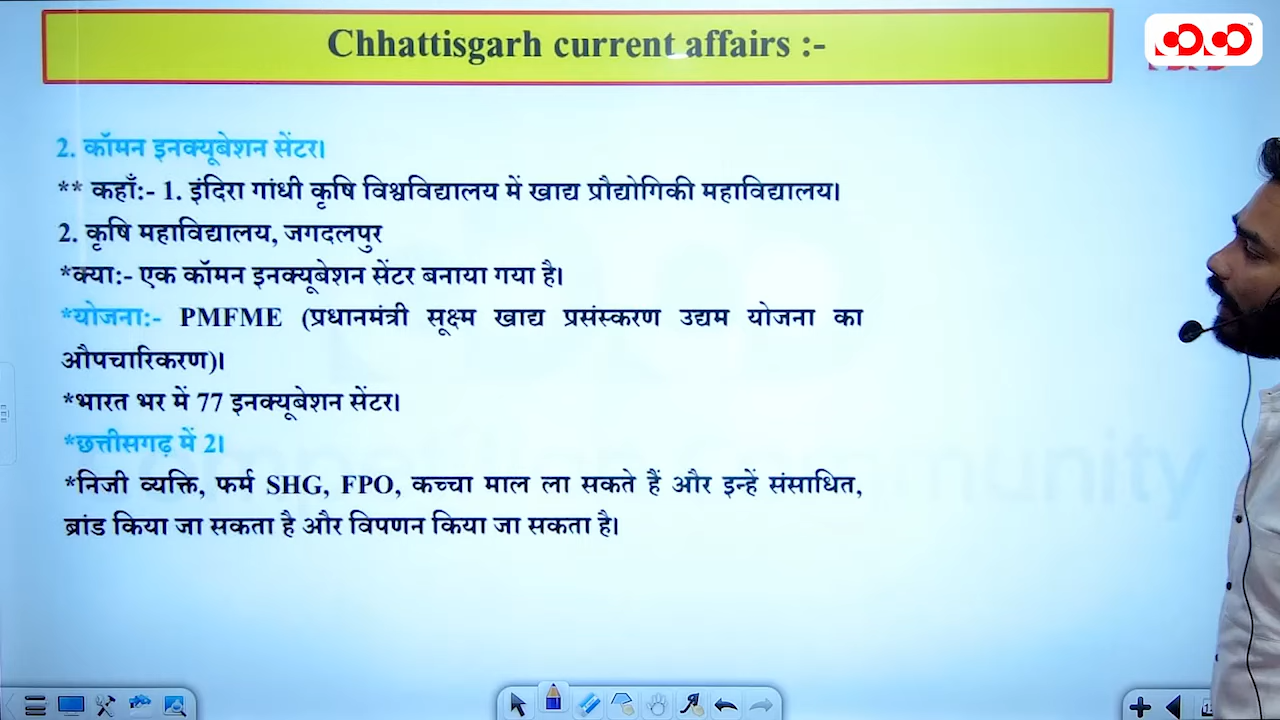 Chhattisgarh current affairs :-
2. कॉमन इनक्यूबेशन सेंटर।
** कहाँ:- 1. इंदिरा गांधी कृषि विश्वविद्यालय में खाद्य प्रौद्योगिकी महाविद्यालय।
2. कृषि महाविद्यालय, जगदलपुर
*क्या:- एक कॉमन इनक्यूबेशन सेंटर बनाया गया है।
*योजना:- PMFME (प्रधानमंत्री सूक्ष्म खाद्य प्रसंस्करण उद्यम योजना का
औपचारिकरण)।
*भारत भर में 77 इनक्यूबेशन सेंटर।
*छत्तीसगढ़ में 2।
*निजी व्यक्ति, फर्म SHG, FPO, कच्चा माल ला सकते हैं और इन्हें संसाधित,
ब्रांड किया जा सकता है और विपणन किया जा सकता है।